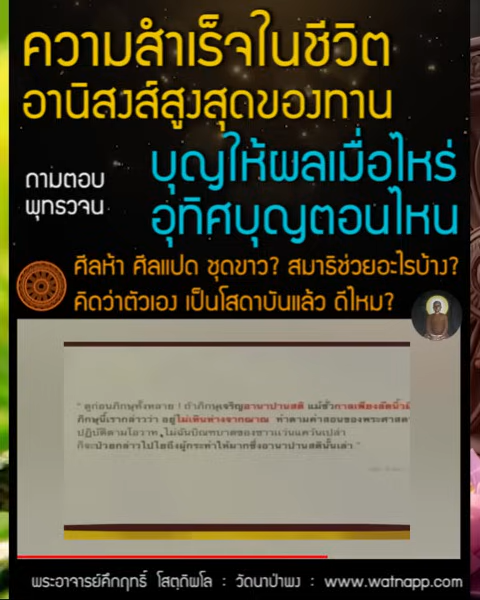 ความสำเร็จในชีวิต
อานิสงส์สูงสุดของทาน
ถามตอบ
พุทธวจน
บุญให้ผลเมื่อไหร่
อุทิศบุญตอนไหน
ศีลห้า ศีลแปด ชุดขาว? สมาธิช่วยอะไรบ้าง?
คิดว่าตัวเอง เป็นโสดาบันแล้ว ดีไหม?
" ดูก่อนภิกษุทั้งหลาย ! ถ้าภิกษุเจริญอานาปานสติ แม้ชั่วกาลเพียงลัดนิ้วมือ
ภิกษุนี้เรากล่าวว่า อยู่ไม่เหินห่างจากฌาน ทำตามคำสอนของพระศาสดา
ปฏิบัติตามโอวาท ไม่ฉันบิณฑบาตของชาวแว่นแคว้นเปล่า
ก็จะป่วยกล่าวไปไยถึงผู้กระทำให้มากซึ่งอานาปานสตินั้นเล่า "
พระอาจารย์คึกฤทธิ์ โสตฺถิผโล : วัดนาป่าพง : www.watnapp.com